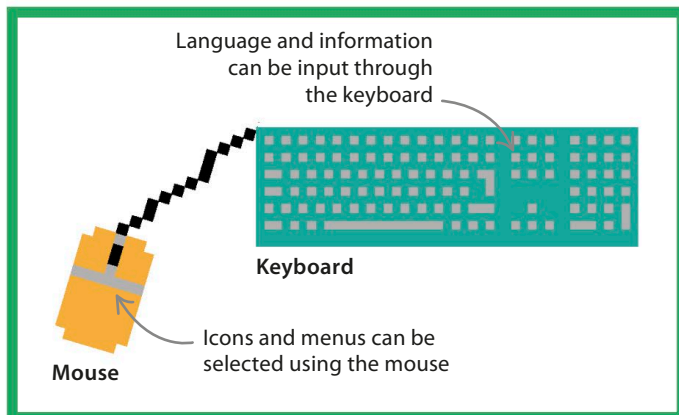 Language and information
can be input through
the keyboard
Keyboard
Icons and menus can be
selected using the mouse
Mouse